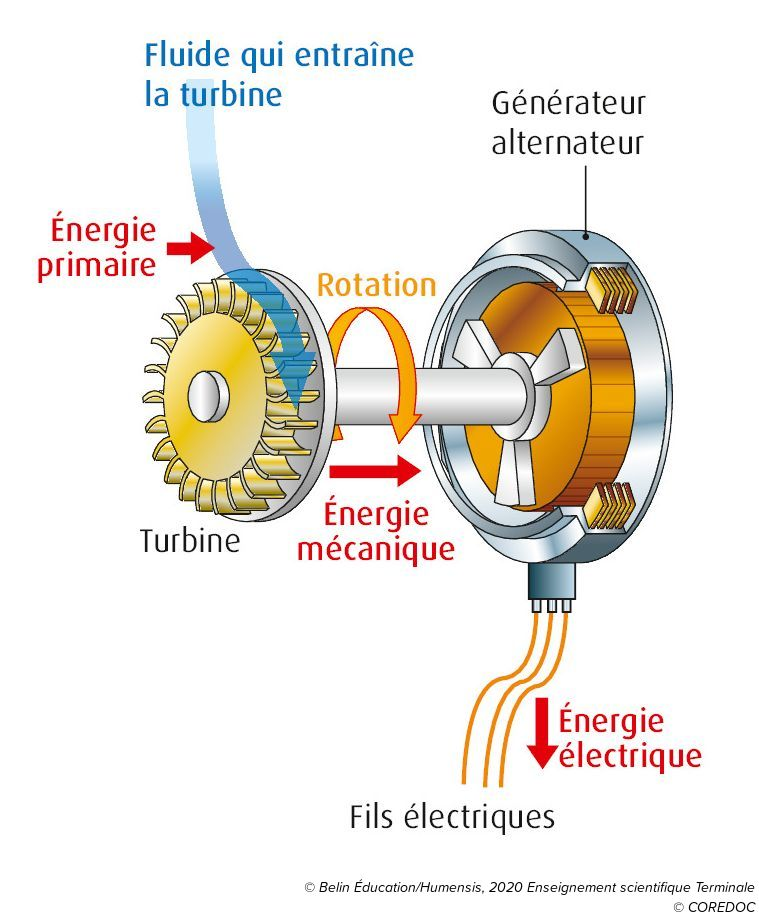 Fluide qui entraîne
la turbine
Générateur
alternateur
Énergie
primaire
Rotation
Turbine
Énergie
mécanique
Énergie
électrique
Fils électriques
© Belin Éducation/Humensis, 2020 Enseignement scientifique Terminale
© COREDOC